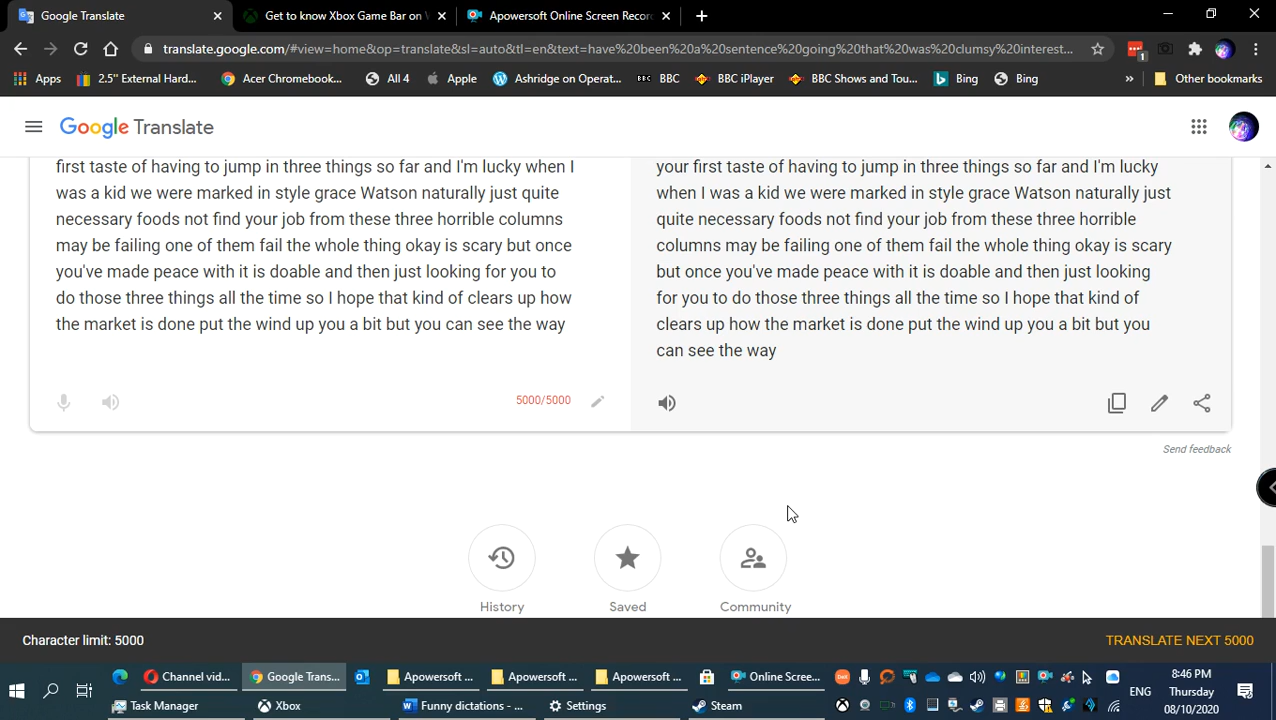 Google Translate
Get to know Xbox Game Bar on W
Apowersoft Online Screen Record
translate.google.com/#view=home&op=translate&sl=auto&tl=en&text=have%20been%20a%20sentence%20going%20that%20was%20clumsy%20interest...
1
Apps
2.5" External Hard...
Acer Chromebook...
All 4
Apple
Ashridge on Operat...
BBC
BBC
BBC iPlayer
BBC Shows and Tou...
Bing
Bing
»
Other bookmarks
Google Translate
first taste of having to jump in three things so far and I'm lucky when I
was a kid we were marked in style grace Watson naturally just quite
necessary foods not find your job from these three horrible columns
may be failing one of them fail the whole thing okay is scary but once
you've made peace with it is doable and then just looking for you to
do those three things all the time so I hope that kind of clears up how
the market is done put the wind up you a bit but you can see the way
5000/5000
your first taste of having to jump in three things so far and I'm lucky
when I was a kid we were marked in style grace Watson naturally just
quite necessary foods not find your job from these three horrible
columns may be failing one of them fail the whole thing okay is scary
but once you've made peace with it is doable and then just looking
for you to do those three things all the time so I hope that kind of
clears up how the market is done put the wind up you a bit but you
can see the way
Send feedback
History
Saved
Community
Character limit: 5000
TRANSLATE NEXT 5000
Channel vid...
Google Trans...
Apowersoft ...
Apowersoft ...
Apowersoft ...
Online Scree...
8:46 PM
ENG
Thursday
Task Manager
Xbox
Funny dictations - ...
Settings
Steam
08/10/2020